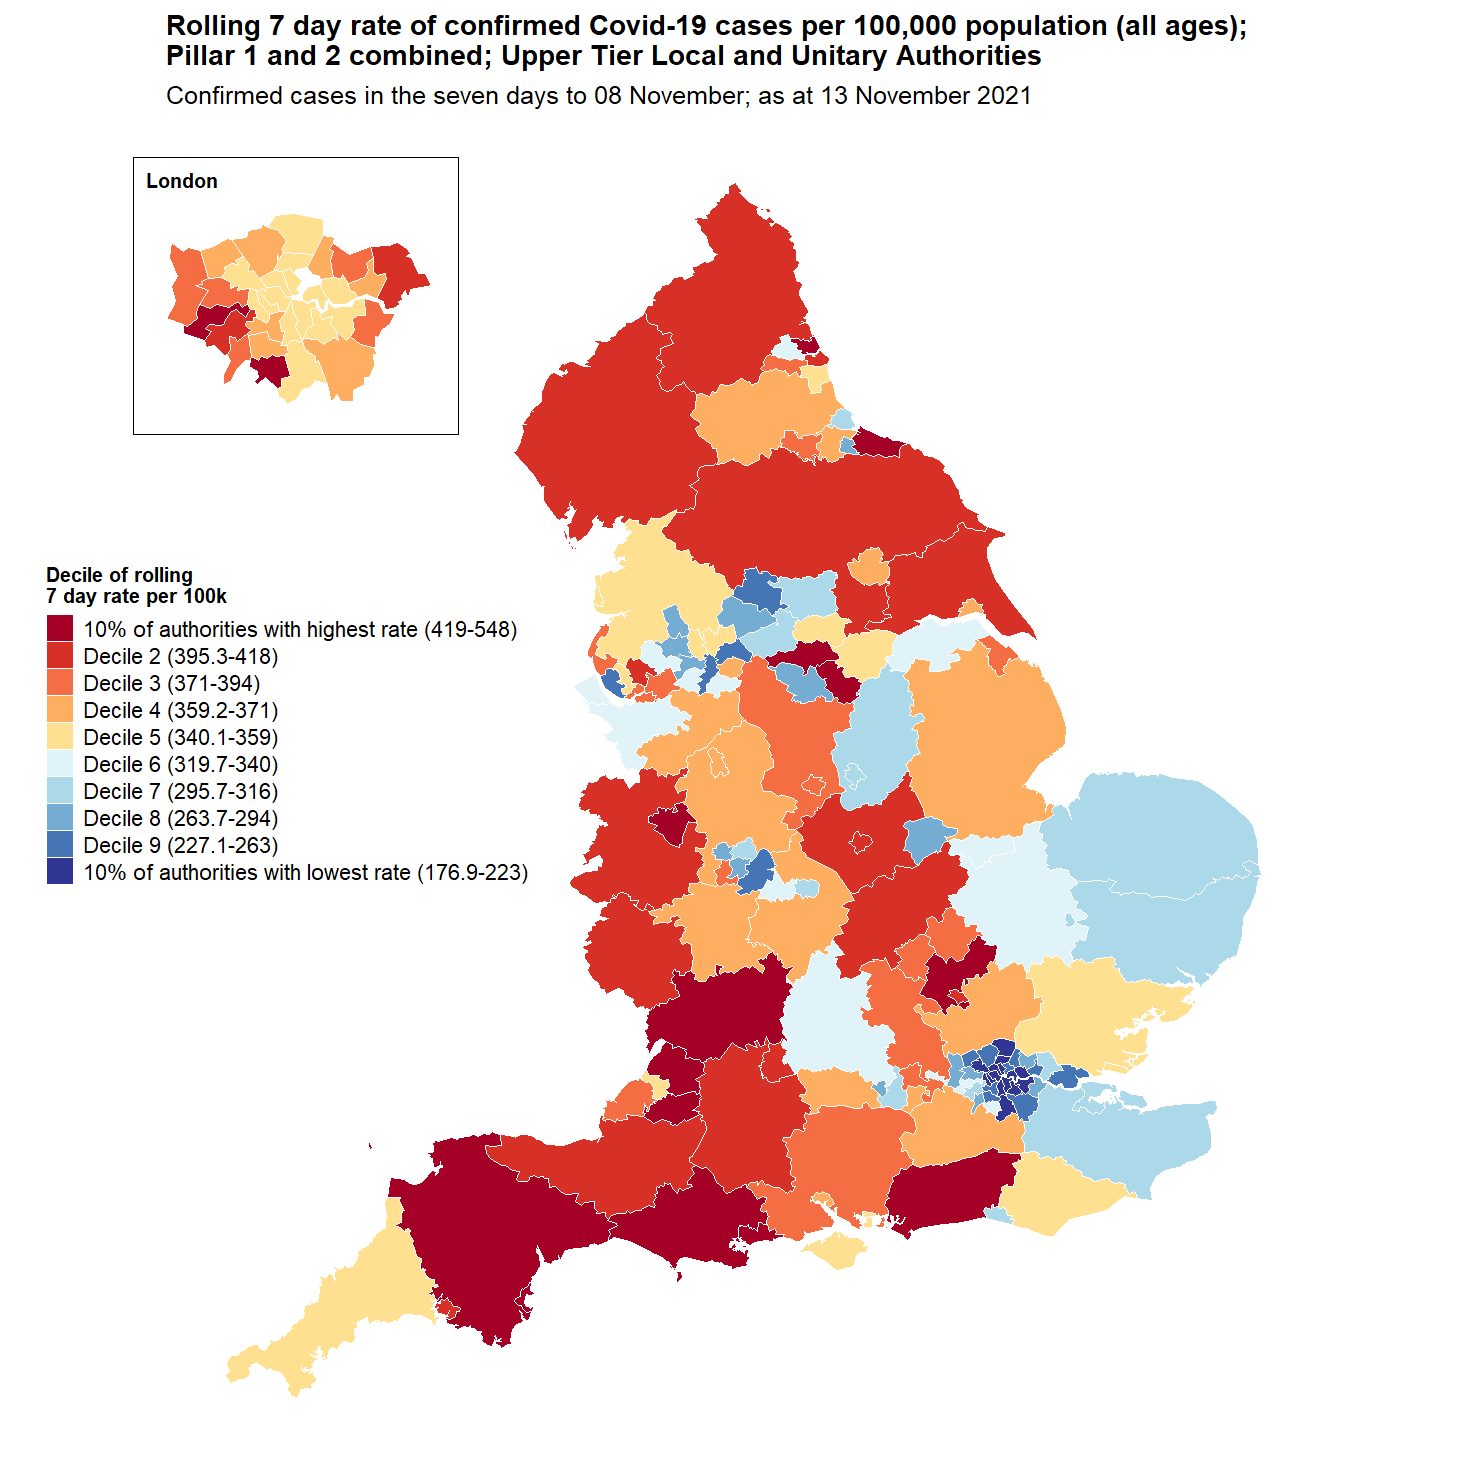 Rolling 7 day rate of confirmed Covid-19 cases per 100,000 population (all ages);
Pillar 1 and 2 combined; Upper Tier Local and Unitary Authorities
Confirmed cases in the seven days to 08 November; as at 13 November 2021
London
Decile of rolling
7 day rate per 100k
10% of authorities with highest rate (419-548)
Decile 2 (395.3-418)
Decile 3 (371-394)
Decile 4 (359.2-371)
Decile 5 (340.1-359)
Decile 6 (319.7-340)
Decile 7 (295.7-316)
Decile 8 (263.7-294)
Decile 9 (227.1-263)
10% of authorities with lowest rate (176.9-223)